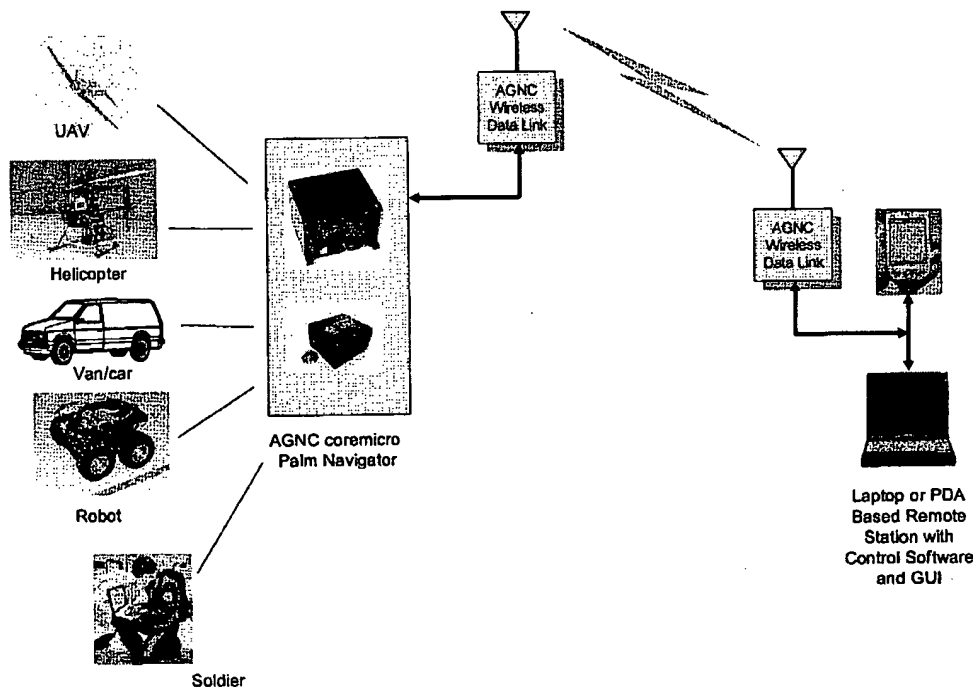 UAV
Helicopter
Van/car
Robot
Soldier
AGNC coremicro
Palm Navigator
AGNC
Wireless
Data Link
AGNC
Wireless
Data Link
Laptop or PDA
Based Remote
Station with
Control Software
and GUI